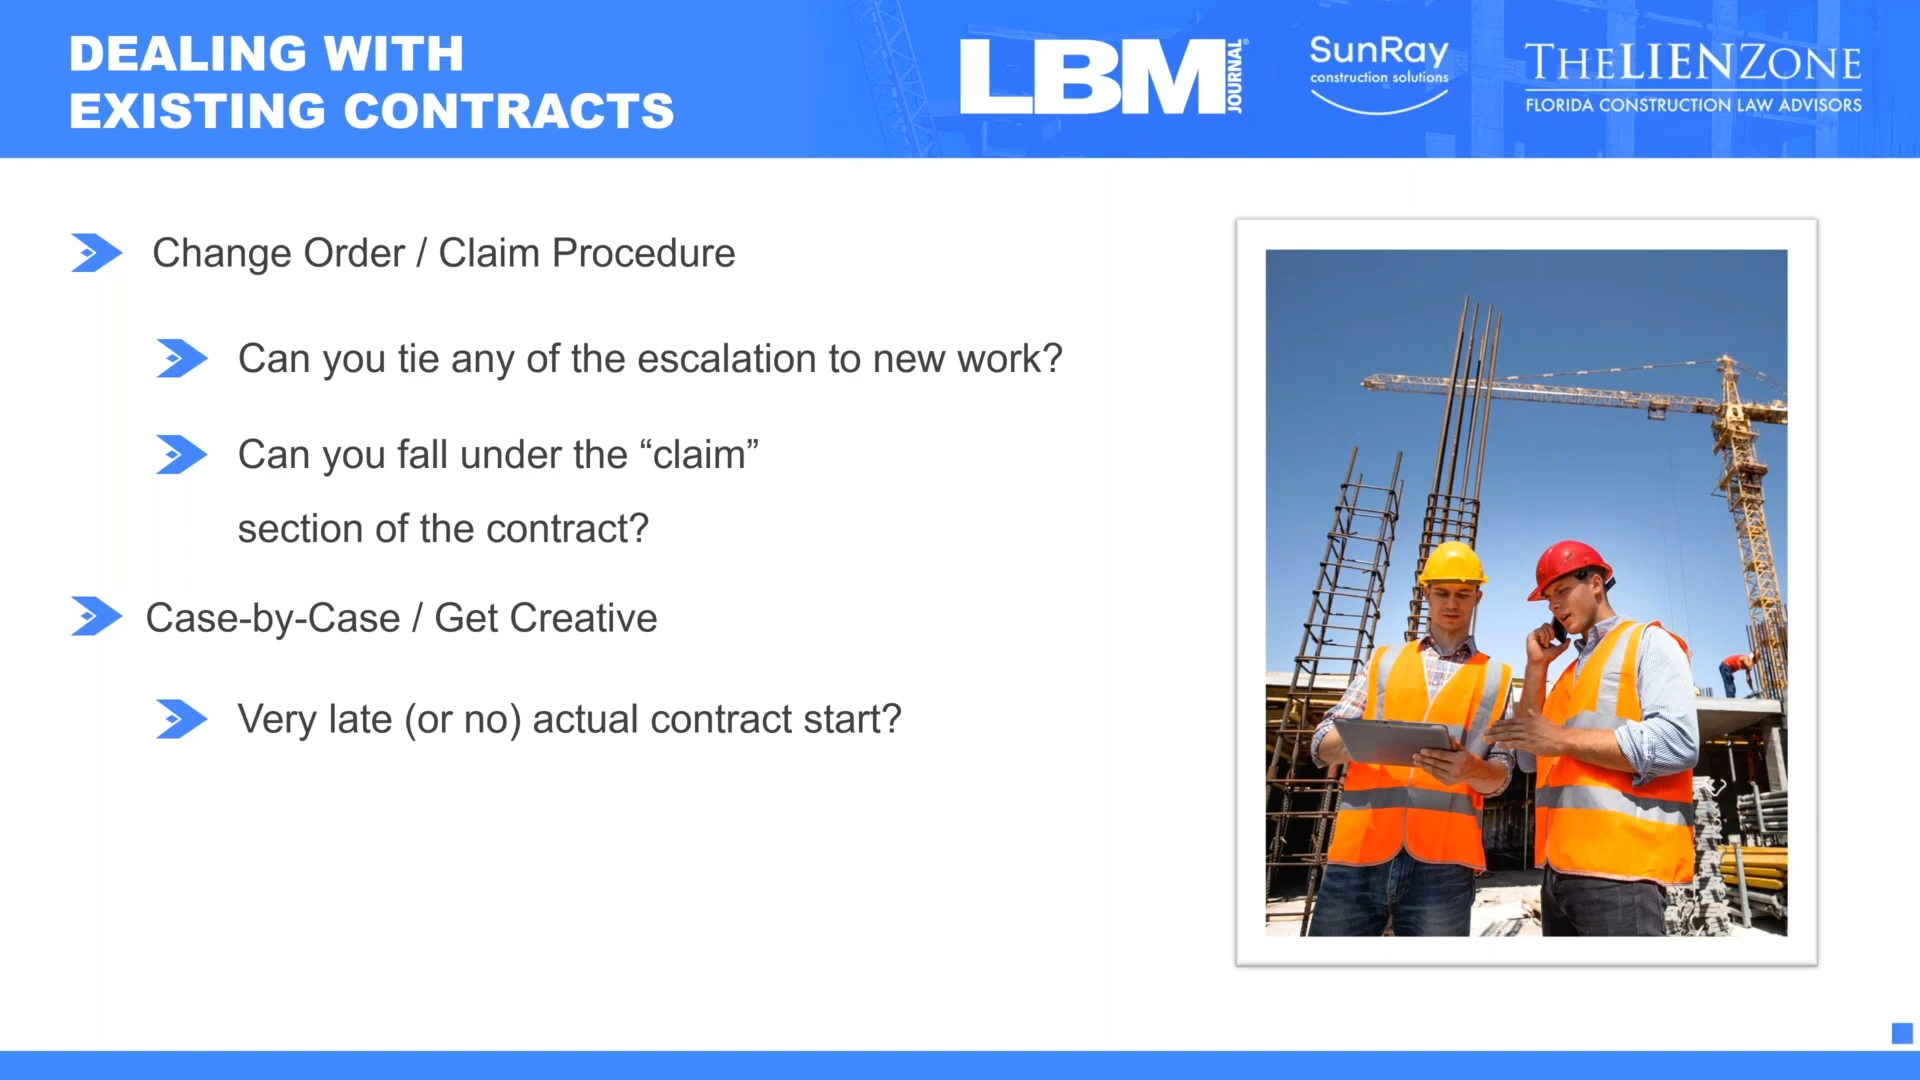 DEALING WITH
EXISTING CONTRACTS
LBM JOURNAL®
SunRay
construction solutions
THELIENZONE
FLORIDA CONSTRUCTION LAW ADVISORS
Change Order / Claim Procedure
Can you tie any of the escalation to new work?
Can you fall under the “claim”
section of the contract?
Case-by-Case / Get Creative
Very late (or no) actual contract start?